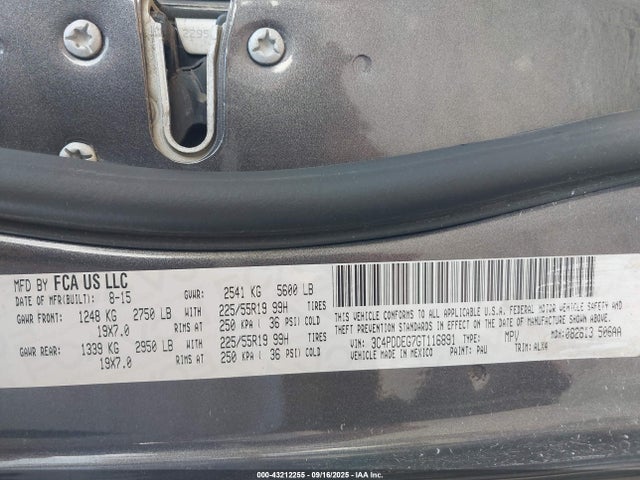 2295
MFD BY FCA US LLC
DATE OF MFR(BUILT): 8-15 GVWR: 2541 KG 5600 LB
GAWR FRONT: 1248 KG 2750 LB WITH 225/55R19 99H TIRES
19X7.0 RIMS AT 250 KPA ( 36 PSI) COLD
GAWR REAR: 1339 KG 2950 LB WITH 225/55R19 99H TIRES
19X7.0 RIMS AT 250 KPA ( 36 PSI) COLD
THIS VEHICLE CONFORMS TO ALL APPLICABLE U.S.A. FEDERAL MOTOR VEHICLE SAFETY AND
THEFT PREVENTION STANDARDS IN EFFECT ON THE DATE OF MANUFACTURE SHOWN ABOVE.
VIN: 3C4PDDEG7GT116891 TYPE: MPV MDH: 082613 506AA
VEHICLE MADE IN MEXICO PAINT: PAU TRIM: ALX9
000-43212255 (09/16/2025) © IAA Inc.